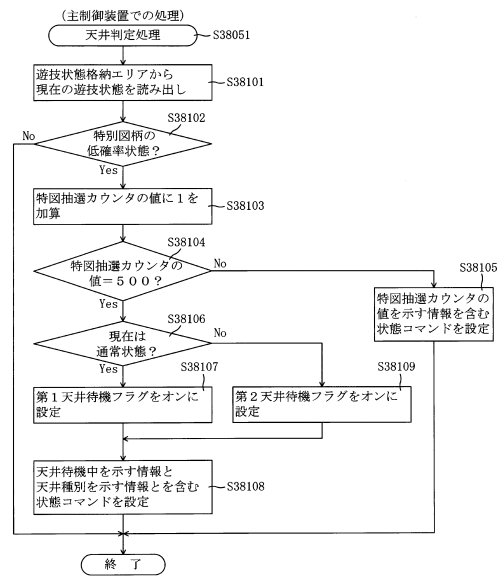 (主制御装置での処理)
天井判定処理
S38051
遊技状態格納エリアから
現在の遊技状態を読み出し
S38101
S38102
No
特別図柄の
低確率状態?
Yes
特図抽選カウンタの値に1を
加算
S38103
S38104
No
特図抽選カウンタの
値=500?
Yes
S38105
特図抽選カウンタの
値を示す情報を含む
状態コマンドを設定
S38106
No
現在は
通常状態?
Yes
S38107
第1天井待機フラグをオンに
設定
S38109
第2天井待機フラグをオンに
設定
天井待機中を示す情報と
天井種別を示す情報とを含む
状態コマンドを設定
S38108
終了